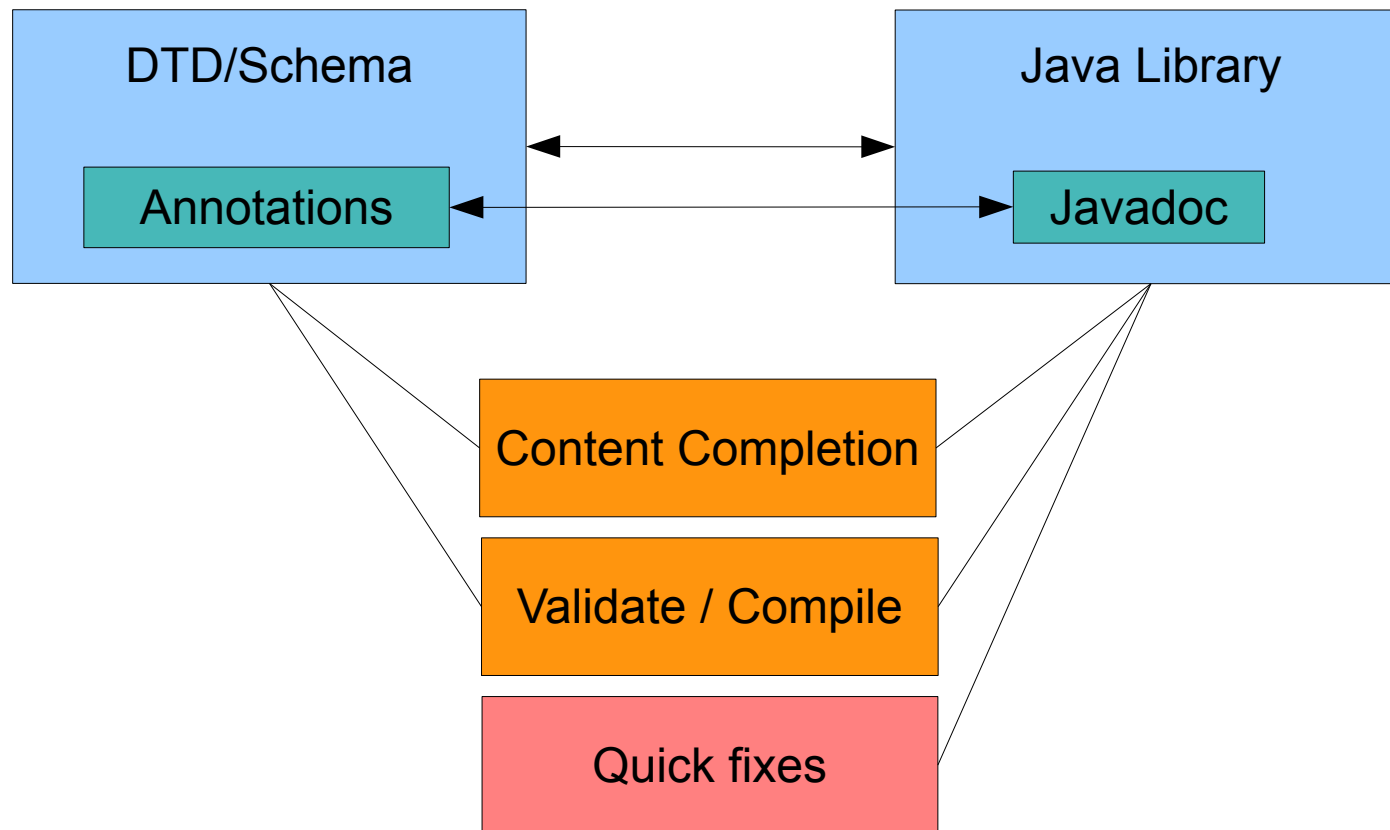 DTD/Schema
Java Library
Annotations
Javadoc
Content Completion
Validate / Compile
Quick fixes